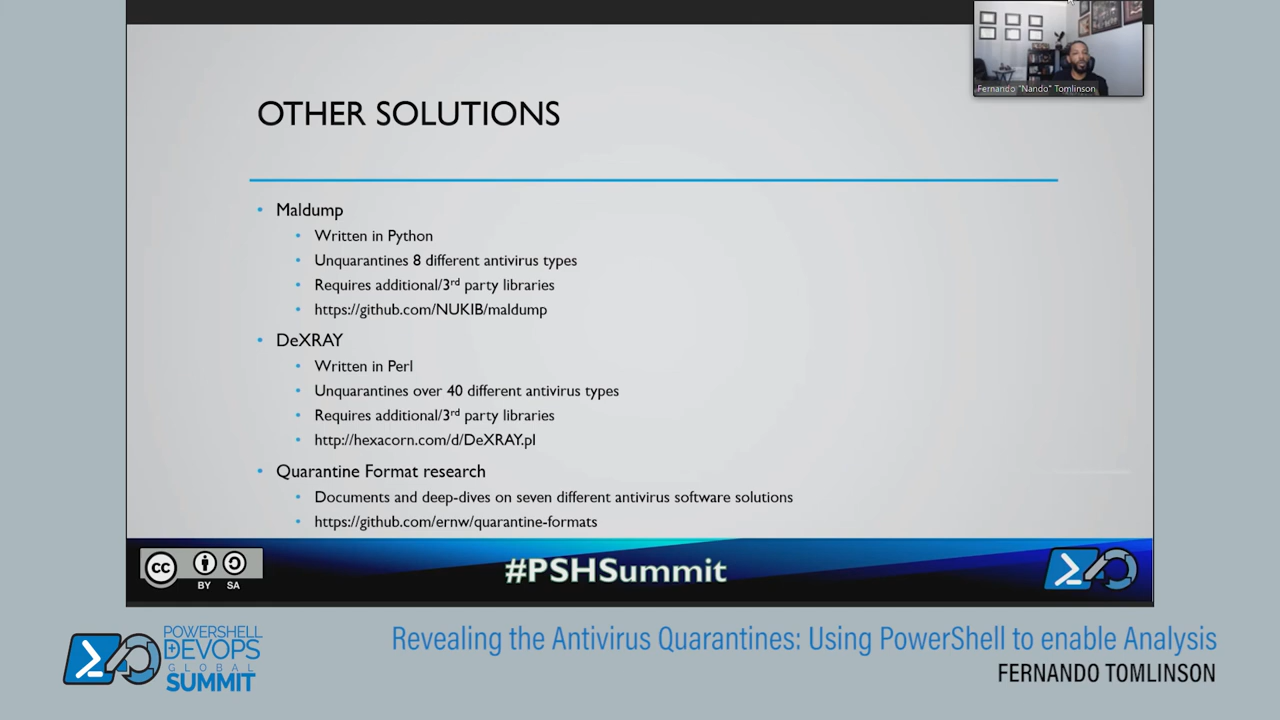 Fernando "Nando" Tomlinson
OTHER SOLUTIONS
• Maldump
• Written in Python
• Unquarantines 8 different antivirus types
• Requires additional/3rd party libraries
• https://github.com/NUKIB/maldump
• DeXRAY
• Written in Perl
• Unquarantines over 40 different antivirus types
• Requires additional/3rd party libraries
• http://hexacorn.com/d/DeXRAY.pl
• Quarantine Format research
• Documents and deep-dives on seven different antivirus software solutions
• https://github.com/ernw/quarantine-formats
cc
BY SA
#PSHSummit
POWERSHELL
DEVOPS
GLOBAL
SUMMIT
Revealing the Antivirus Quarantines: Using PowerShell to enable Analysis
FERNANDO TOMLINSON